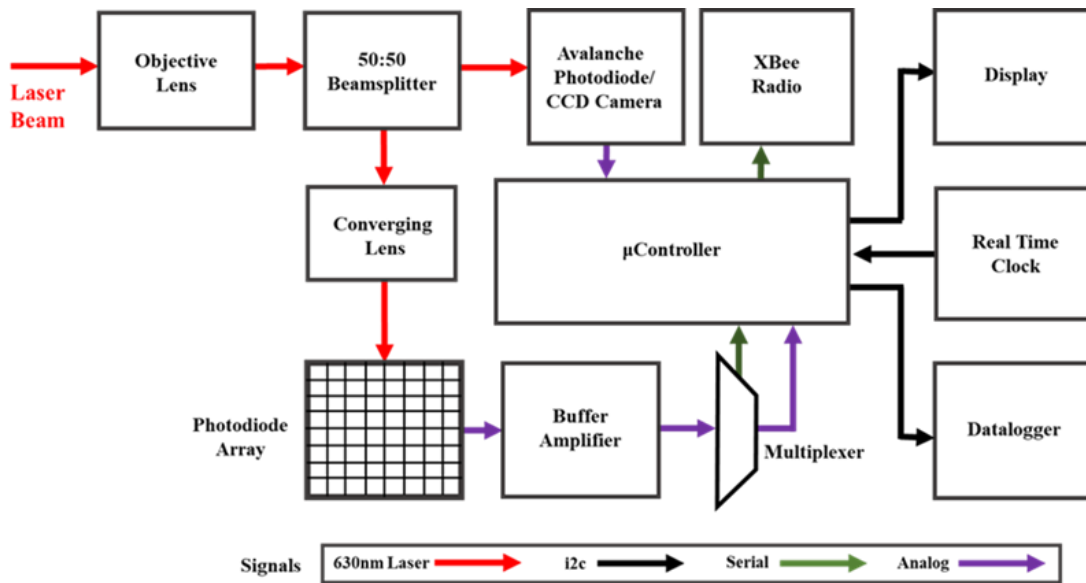 Laser
Beam
Objective
Lens
50:50
Beamsplitter
Avalanche
Photodiode/
CCD Camera
XBee
Radio
Display
Converging
Lens
µController
Real Time
Clock
Photodiode
Array
Buffer
Amplifier
Multiplexer
Datalogger
Signals
630nm Laser
i2c
Serial
Analog